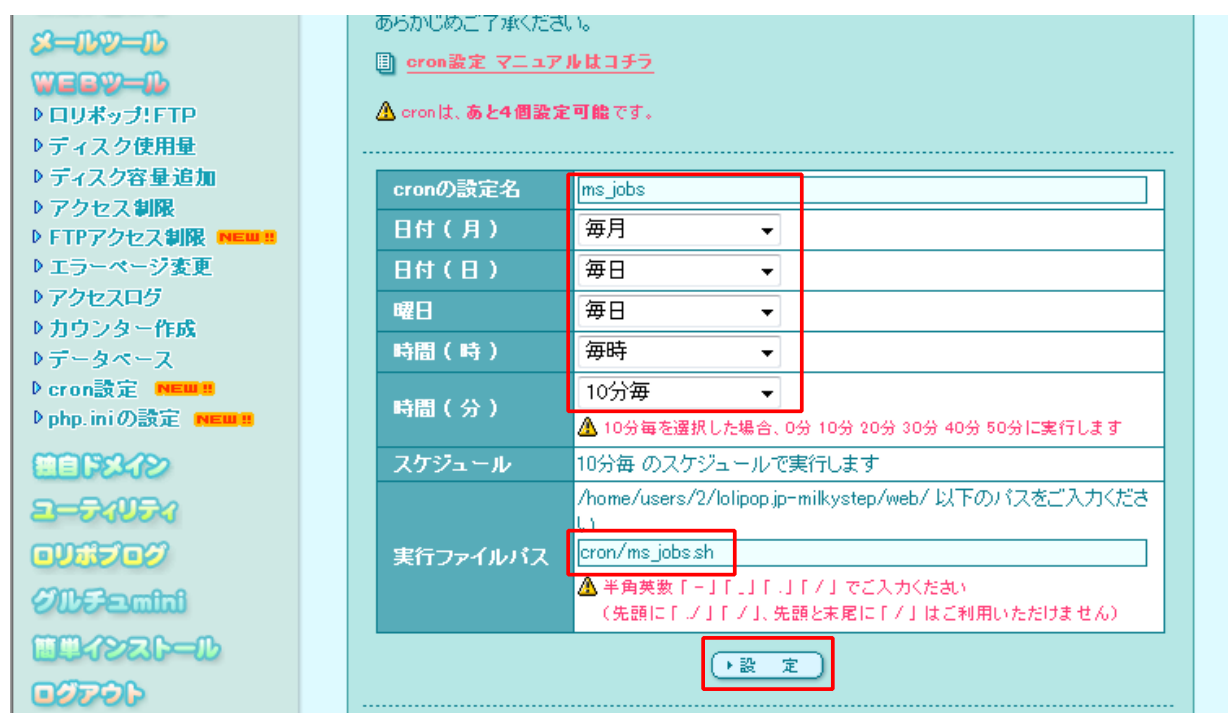 メールツール
WEBツール
ロリポップ!FTP
ディスク使用量
ディスク容量追加
アクセス制限
FTPアクセス制限 NEW!!
エラーページ変更
アクセスログ
カウンター作成
データベース
cron設定 NEW!!
php.iniの設定 NEW!!
独自ドメイン
ユーティリティ
ロリポブログ
グルチュmini
簡単インストール
ログアウト
あらかじめご了承ください。
cron設定 マニュアルはコチラ
cronは、あと4個設定可能です。
cronの設定名 ms_jobs
日付(月) 毎月
日付(日) 毎日
曜日 毎日
時間(時) 毎時
時間(分) 10分毎
10分毎を選択した場合、0分 10分 20分 30分 40分 50分に実行します
スケジュール 10分毎 のスケジュールで実行します
実行ファイルパス
/home/users/2/lolipop.jp-milkystep/web/ 以下のパスをご入力くださ
い
cron/ms_jobs.sh
半角英数「-」「_」「.」「/」でご入力ください
(先頭に「./」「/」、先頭と末尾に「/」はご利用いただけません)
設 定